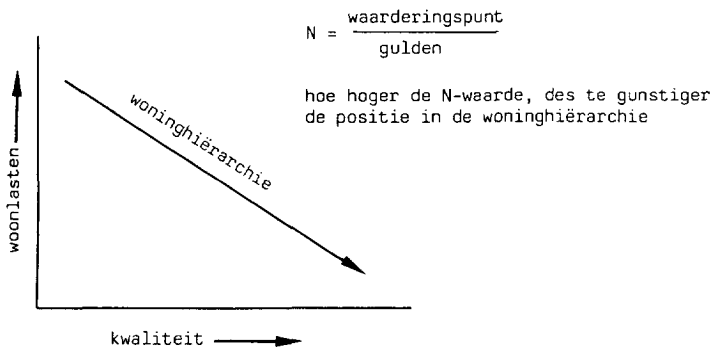 N = waarderingspunt
gulden
hoe hoger de N-waarde, des te gunstiger
de positie in de woninghiërarchie
woninghiërarchie
woonlasten
kwaliteit